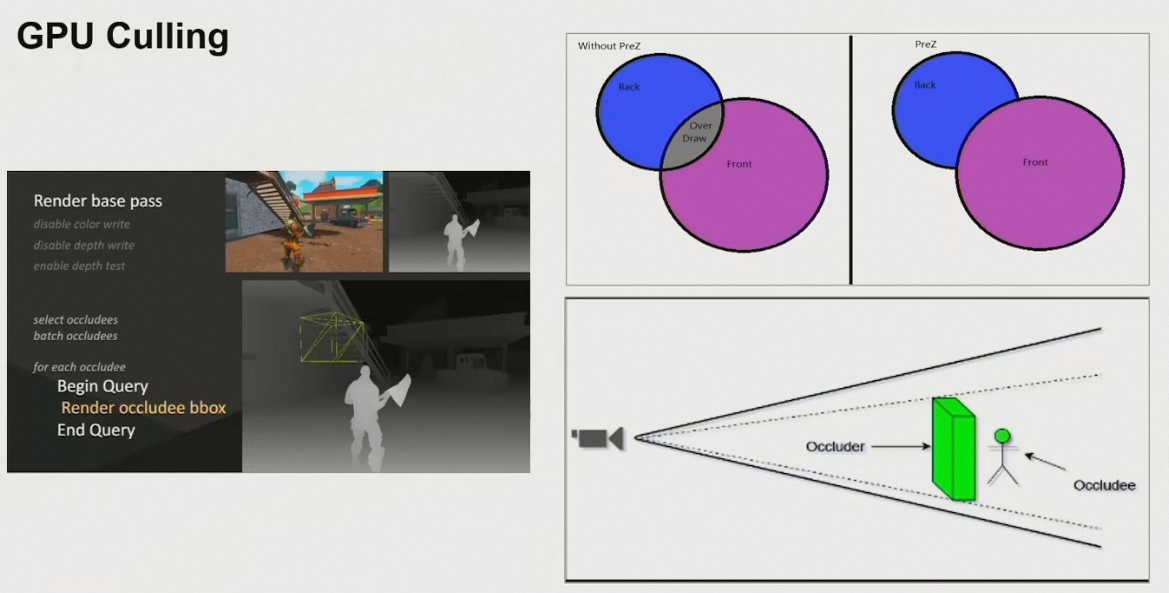 GPU Culling
Render base pass
disable color write
disable depth write
enable depth test
select occludees
batch occludees
for each occludee
Begin Query
Render occludee bbox
End Query
Without PreZ
Back
Over
Draw
Front
PreZ
Back
Front
Occluder
Occludee